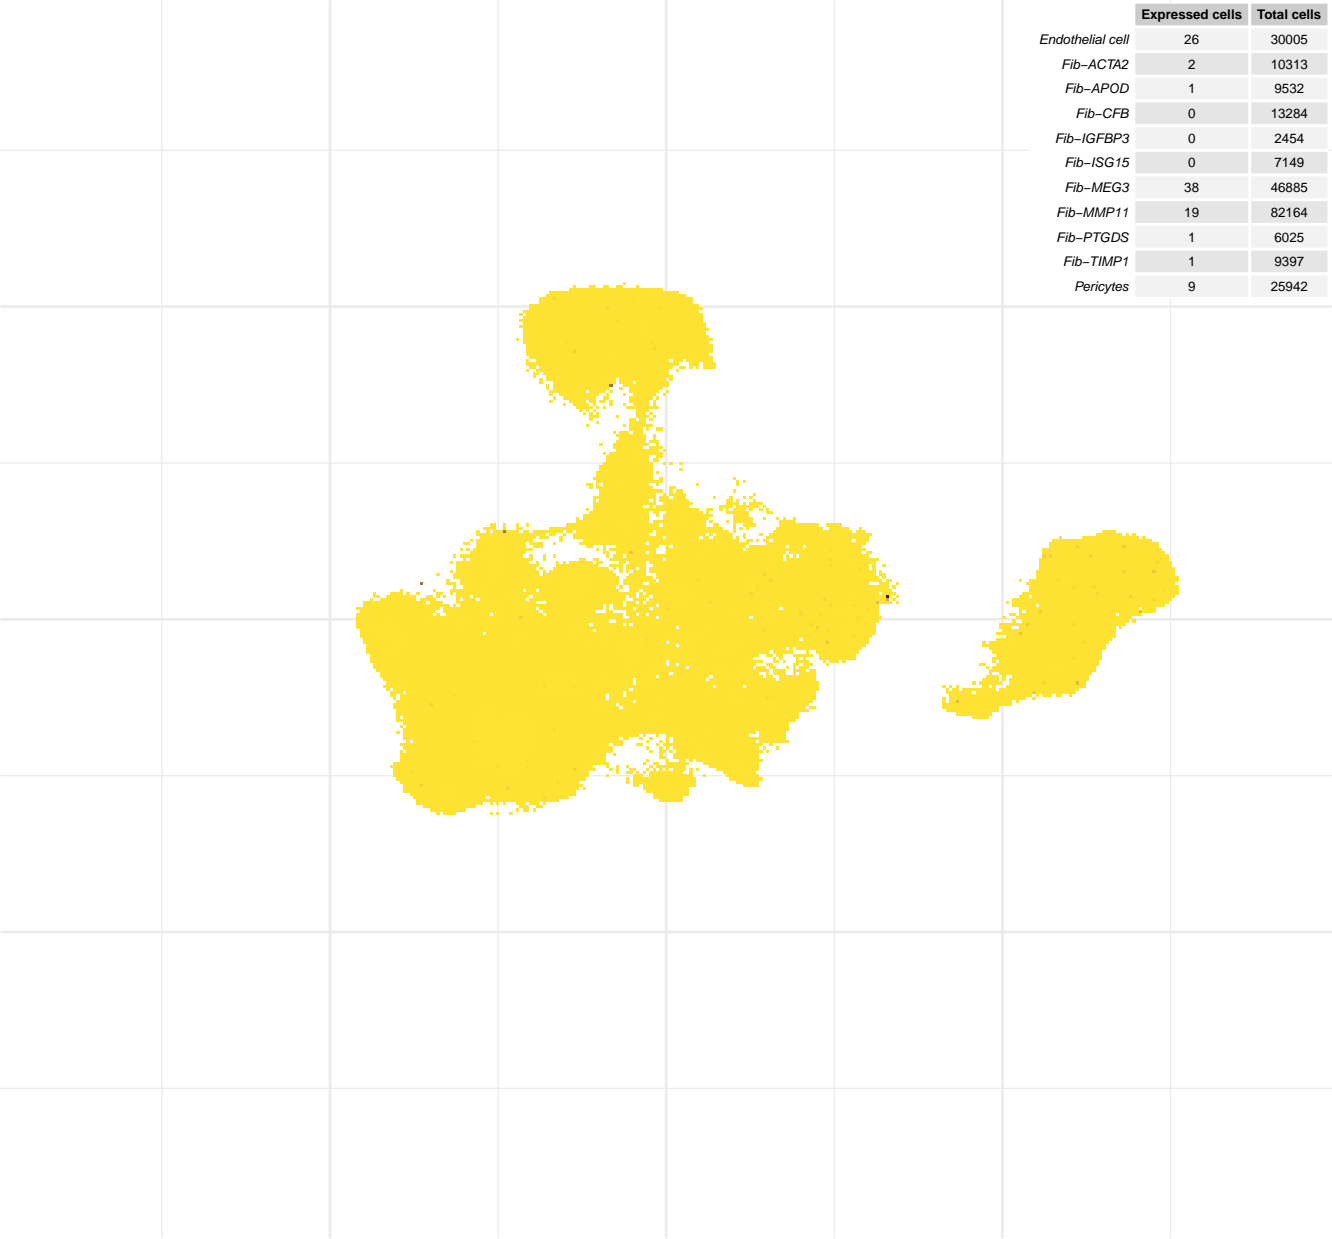 Expressed cells Total cells
Endothelial cell 26 30005
Fib−ACTA2 2 10313
Fib−APOD 1 9532
Fib−CFB 0 13284
Fib−IGFBP3 0 2454
Fib−ISG15 0 7149
Fib−MEG3 38 46885
Fib−MMP11 19 82164
Fib−PTGDS 1 6025
Fib−TIMP1 1 9397
Pericytes 9 25942